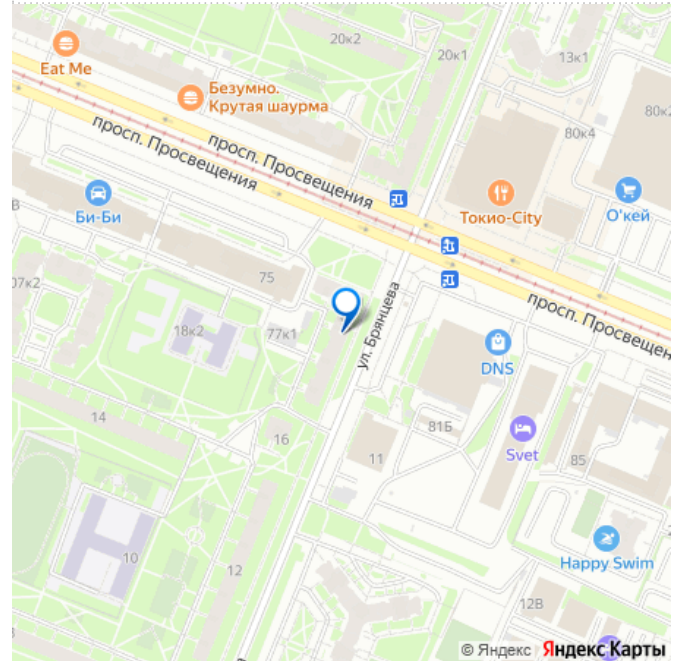 20к2
20к1
13к1
Eat Me
Безумно.
Крутая шаурма
80к2
80к4
просп. Просвещения
просп. Просвещения
Токио-City
О'кей
Би-Би
75
07к2
18к2
77к1
ул. Брянцева
просп. Просвещен
DNS
14
16
81Б
11
Svet
85
10
12
Happy Swim
12В
© Яндекс Яндекс Карты